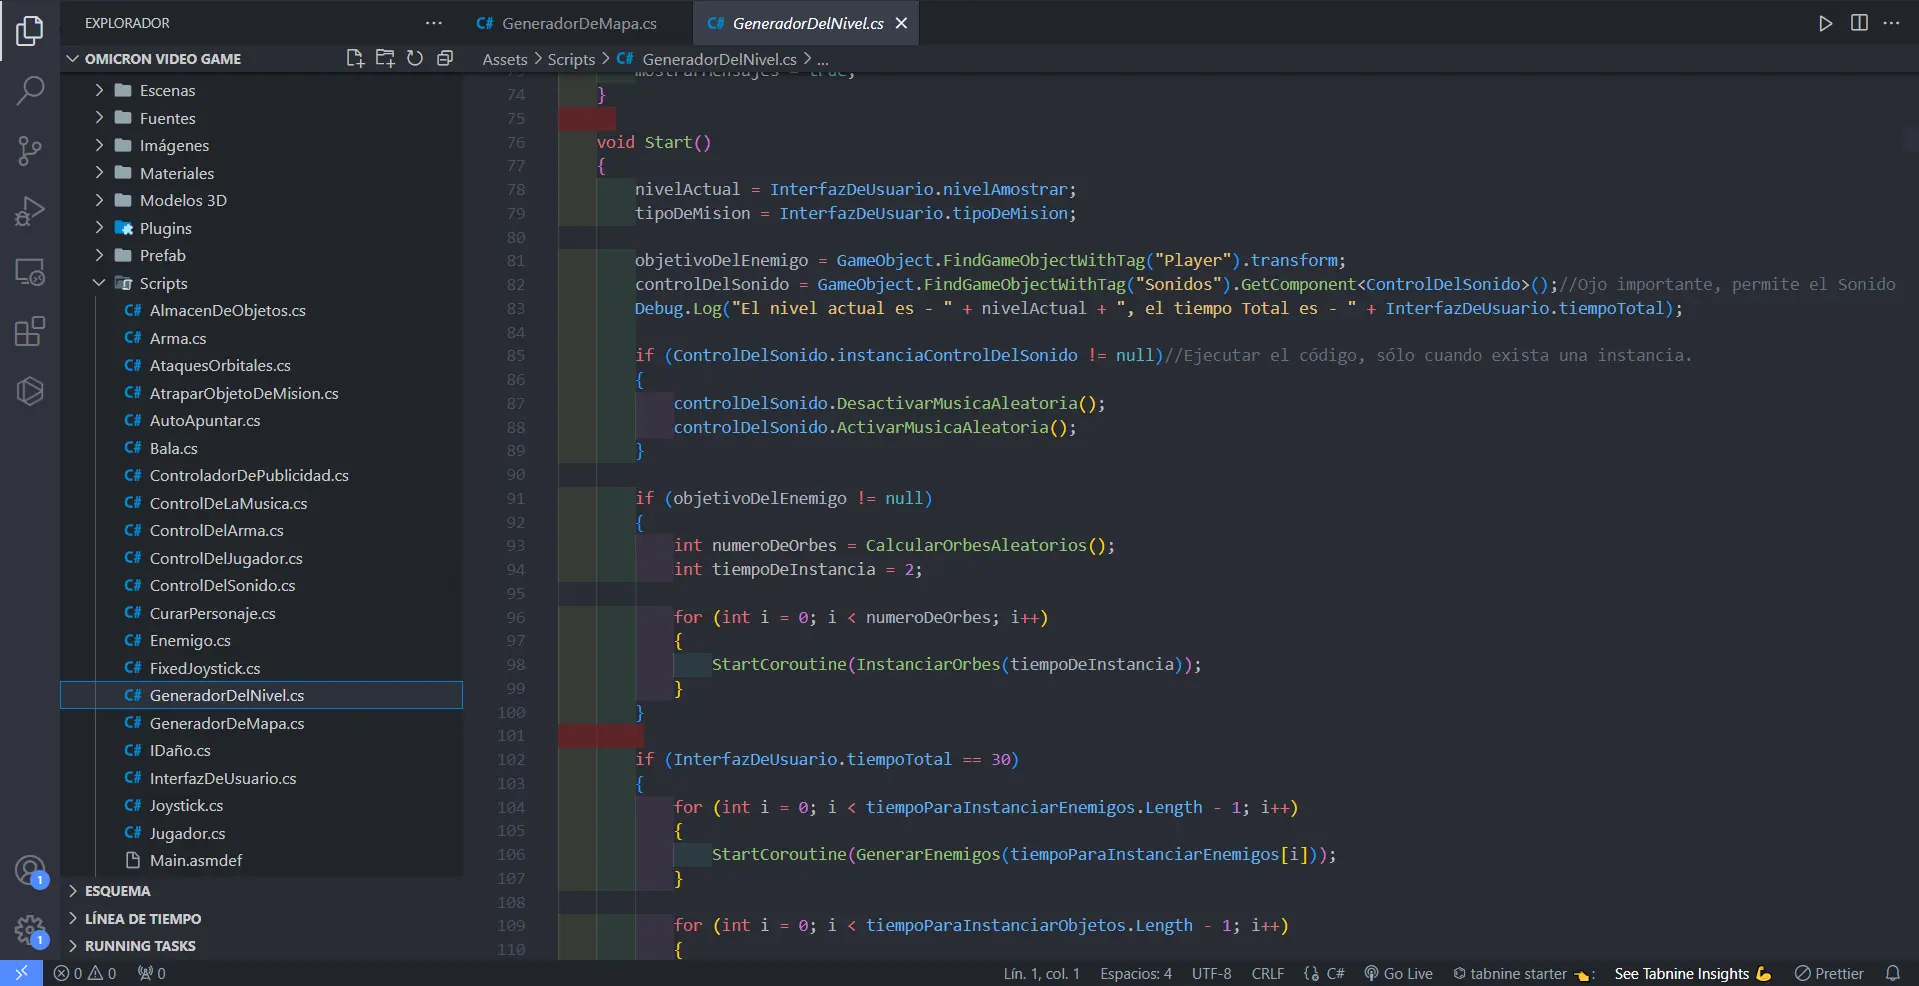 EXPLORADOR
GeneradorDeMapa.cs
GeneradorDelNivel.cs
OMICRON VIDEO GAME
Assets > Scripts > C# GeneradorDelNivel.cs > ...
Escenas
Fuentes
Imágenes
Materiales
Modelos 3D
Plugins
Prefab
Scripts
C# AlmacenDeObjetos.cs
C# Arma.cs
C# AtaquesOrbitales.cs
C# AtraparObjetoDeMision.cs
C# AutoApuntar.cs
C# Bala.cs
C# ControladorDePublicidad.cs
C# ControlDeLaMusica.cs
C# ControlDelArma.cs
C# ControlDelJugador.cs
C# ControlDelSonido.cs
C# CurarPersonaje.cs
C# Enemigo.cs
C# FixedJoystick.cs
C# GeneradorDelNivel.cs
C# GeneradorDeMapa.cs
C# IDaño.cs
C# InterfazDeUsuario.cs
C# Joystick.cs
C# Jugador.cs
Main.asmdef
ESQUEMA
LÍNEA DE TIEMPO
RUNNING TASKS
73 mostrarMensajes = true;
74 }
75
76 void Start()
77 {
78 nivelActual = InterfazDeUsuario.nivelAmostrar;
79 tipoDeMision = InterfazDeUsuario.tipoDeMision;
80
81 objetivoDelEnemigo = GameObject.FindGameObjectWithTag("Player").transform;
82 controlDelSonido = GameObject.FindGameObjectWithTag("Sonidos").GetComponent<ControlDelSonido>();//Ojo importante, permite el Sonido
83 Debug.Log("El nivel actual es - " + nivelActual + ", el tiempo Total es - " + InterfazDeUsuario.tiempoTotal);
84
85 if (ControlDelSonido.instanciaControlDelSonido != null)//Ejecutar el código, sólo cuando exista una instancia.
86 {
87 controlDelSonido.DesactivarMusicaAleatoria();
88 controlDelSonido.ActivarMusicaAleatoria();
89 }
90
91 if (objetivoDelEnemigo != null)
92 {
93 int numeroDeOrbes = CalcularOrbesAleatorios();
94 int tiempoDeInstancia = 2;
95
96 for (int i = 0; i < numeroDeOrbes; i++)
97 {
98 StartCoroutine(InstanciarOrbes(tiempoDeInstancia));
99 }
100 }
101
102 if (InterfazDeUsuario.tiempoTotal == 30)
103 {
104 for (int i = 0; i < tiempoParaInstanciarEnemigos.Length - 1; i++)
105 {
106 StartCoroutine(GenerarEnemigos(tiempoParaInstanciarEnemigos[i]));
107 }
108
109 for (int i = 0; i < tiempoParaInstanciarObjetos.Length - 1; i++)
110 {
1
1
0 0 0
Lín. 1, col. 1 Espacios: 4 UTF-8 CRLF {} C# Go Live tabnine starter 👈: See Tabnine Insights 💪 Prettier